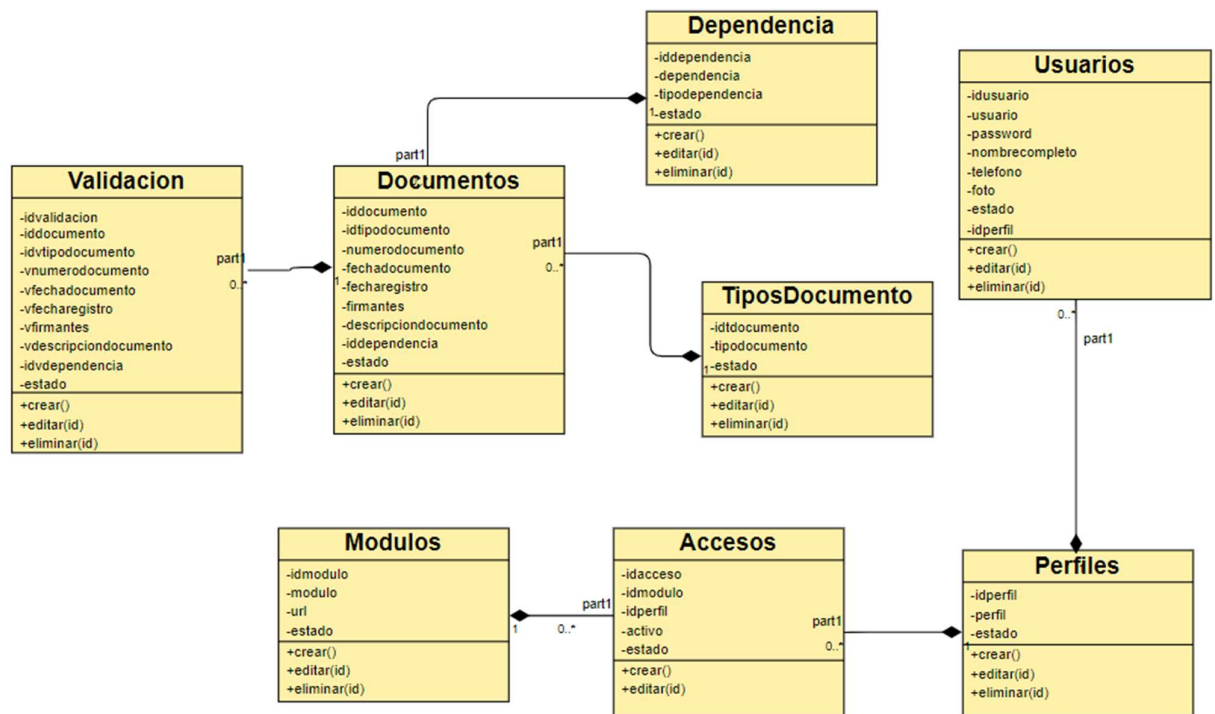 Dependencia
-iddependencia
-dependencia
-tipodependencia
-estado
+crear()
+editar(id)
+eliminar(id)
1
part1
Usuarios
-idusuario
-usuario
-password
-nombrecompleto
-telefono
-foto
-estado
-idperfil
+crear()
+editar(id)
+eliminar(id)
0..*
part1
Validacion
-idvalidacion
-iddocumento
-idvtipodocumento
-vnumerodocumento
-vfechadocumento
-vfecharegistro
-vfirmantes
-vdescripciondocumento
-idvdependencia
-estado
+crear()
+editar(id)
+eliminar(id)
part1
0..*
1
Documentos
-iddocumento
-idtipodocumento
-numerodocumento
-fechadocumento
-fecharegistro
-firmantes
-descripciondocumento
-iddependencia
-estado
+crear()
+editar(id)
+eliminar(id)
part1
0..*
TiposDocumento
-idtdocumento
-tipodocumento
-estado
+crear()
+editar(id)
+eliminar(id)
1
Modulos
-idmodulo
-modulo
-url
-estado
+crear()
+editar(id)
+eliminar(id)
1
0..*
part1
Accesos
-idacceso
-idmodulo
-idperfil
-activo
-estado
+crear()
+editar(id)
part1
0..*
Perfiles
-idperfil
-perfil
-estado
+crear()
+editar(id)
+eliminar(id)
1